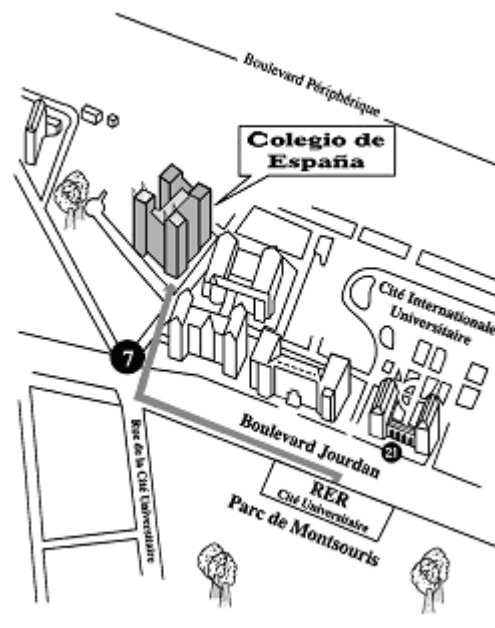 Boulevard Périphérique
Colegio de
España
Cité Internationale
Universitaire
7
21
Boulevard Jourdan
Rue de la Cité Universitaire
RER
Cité Universitaire
Parc de Montsouris